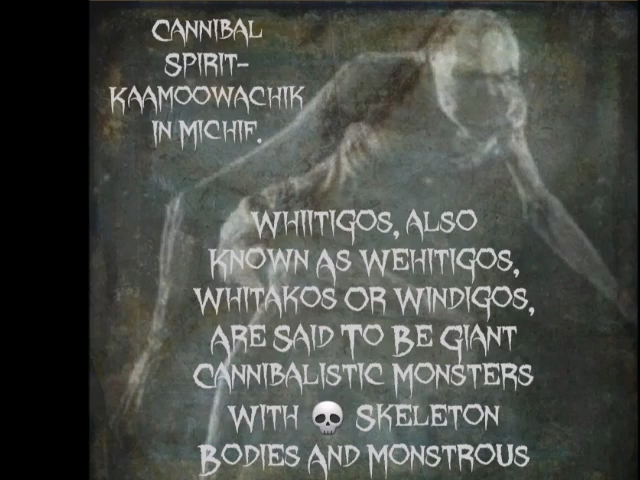 Cannibal
Spirit-
Kaamoowachik
in Michif.
Whiitigos, also
Known As Wehitigos,
Whitakos Or Windigos,
Are Said To Be Giant
Cannibalistic Monsters
With 💀 Skeleton
Bodies And Monstrous